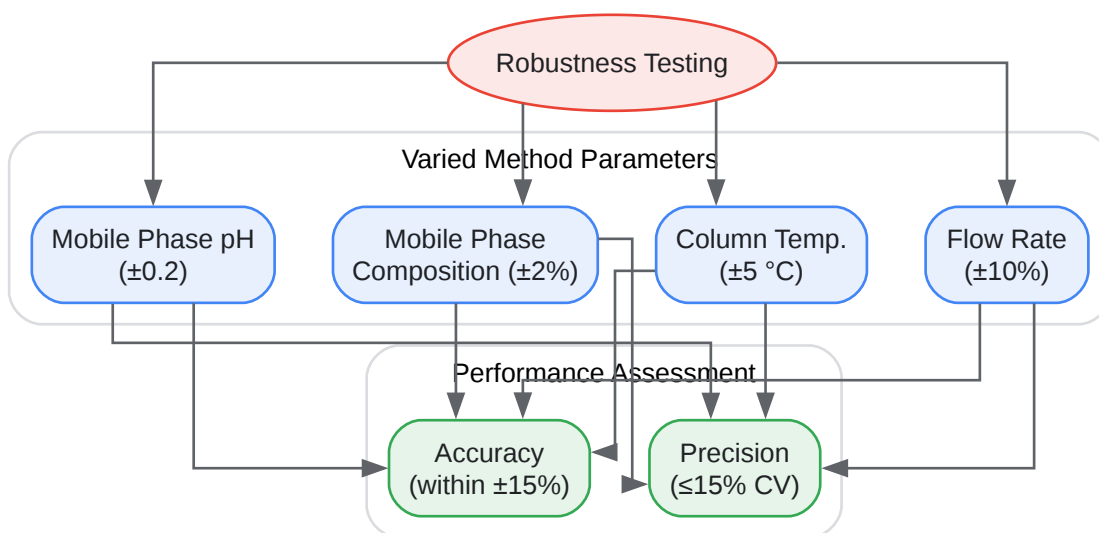 Robustness Testing
Varied Method Parameters
Mobile Phase pH
(±0.2)
Mobile Phase
Composition (±2%)
Column Temp.
(±5 °C)
Flow Rate
(±10%)
Performance Assessment
Accuracy
(within ±15%)
Precision
(≤15% CV)